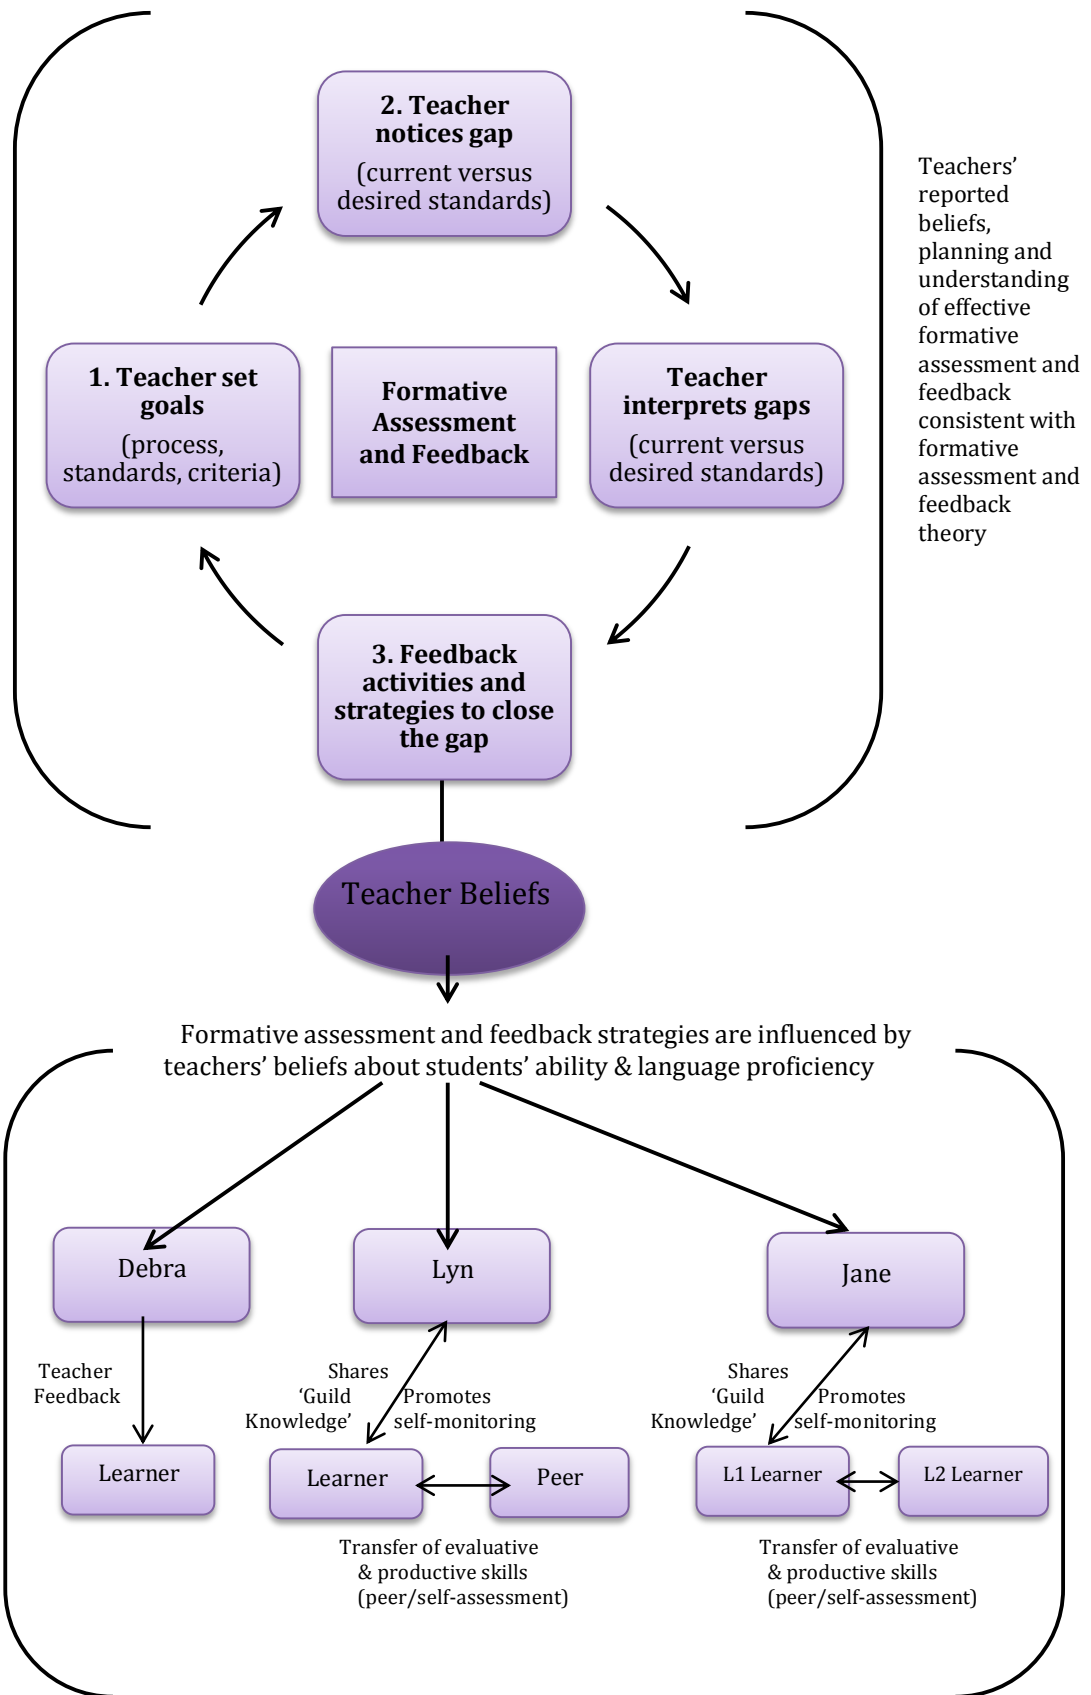 2. Teacher
notices gap
(current versus
desired standards)
Teachers’
reported
beliefs,
planning and
understanding
of effective
formative
assessment and
feedback
consistent with
formative
assessment and
feedback
theory
1. Teacher set
goals
(process,
standards, criteria)
Formative
Assessment
and Feedback
Teacher
interprets gaps
(current versus
desired standards)
3. Feedback
activities and
strategies to close
the gap
Teacher Beliefs
Formative assessment and feedback strategies are influenced by
teachers’ beliefs about students’ ability & language proficiency
Debra
Lyn
Jane
Teacher
Feedback
Shares
‘Guild
Knowledge’
Promotes
self-monitoring
Shares
‘Guild
Knowledge’
Promotes
self-monitoring
Learner
Learner
Peer
L1 Learner
L2 Learner
Transfer of evaluative
& productive skills
(peer/self-assessment)
Transfer of evaluative
& productive skills
(peer/self-assessment)